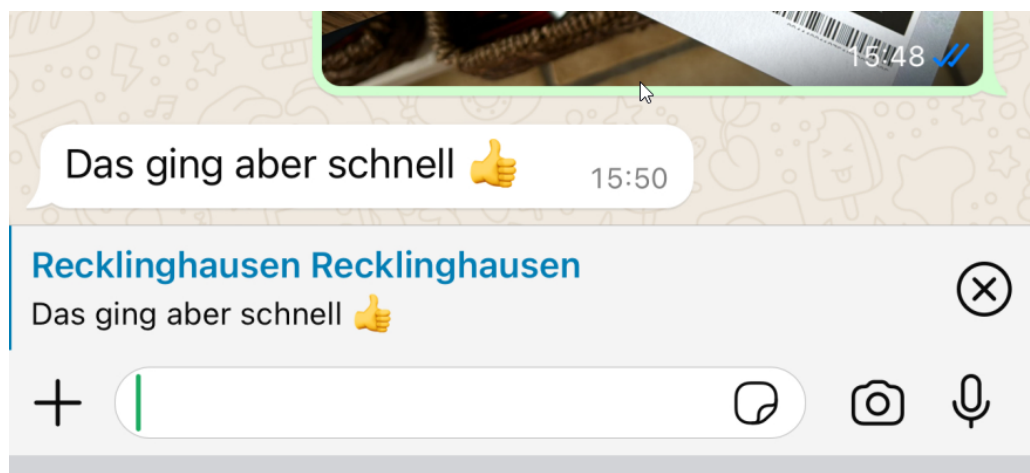 15:48
Das ging aber schnell 👍
15:50
Recklinghausen Recklinghausen
Das ging aber schnell 👍